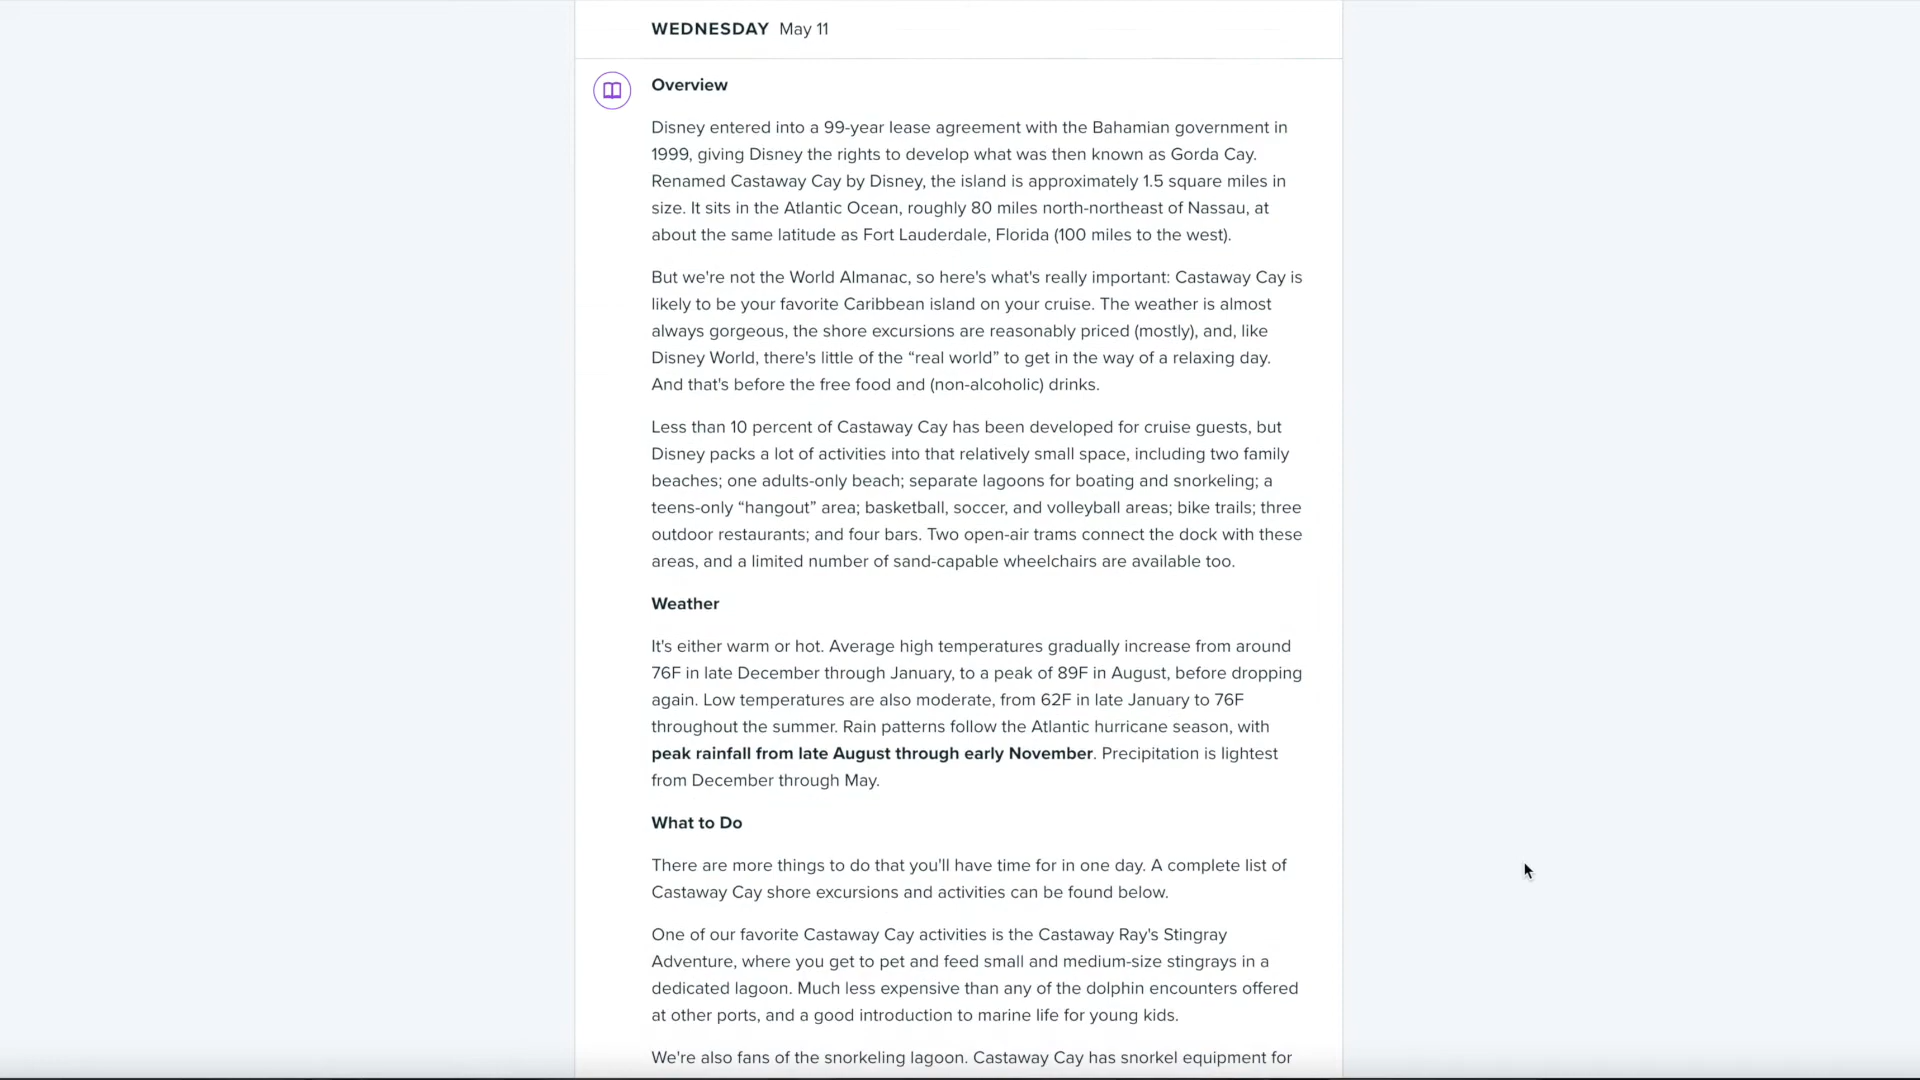 WEDNESDAY May 11
Overview
Disney entered into a 99-year lease agreement with the Bahamian government in
1999, giving Disney the rights to develop what was then known as Gorda Cay.
Renamed Castaway Cay by Disney, the island is approximately 1.5 square miles in
size. It sits in the Atlantic Ocean, roughly 80 miles north-northeast of Nassau, at
about the same latitude as Fort Lauderdale, Florida (100 miles to the west).
But we're not the World Almanac, so here's what's really important: Castaway Cay is
likely to be your favorite Caribbean island on your cruise. The weather is almost
always gorgeous, the shore excursions are reasonably priced (mostly), and, like
Disney World, there's little of the “real world” to get in the way of a relaxing day.
And that's before the free food and (non-alcoholic) drinks.
Less than 10 percent of Castaway Cay has been developed for cruise guests, but
Disney packs a lot of activities into that relatively small space, including two family
beaches; one adults-only beach; separate lagoons for boating and snorkeling; a
teens-only “hangout” area; basketball, soccer, and volleyball areas; bike trails; three
outdoor restaurants; and four bars. Two open-air trams connect the dock with these
areas, and a limited number of sand-capable wheelchairs are available too.
Weather
It's either warm or hot. Average high temperatures gradually increase from around
76F in late December through January, to a peak of 89F in August, before dropping
again. Low temperatures are also moderate, from 62F in late January to 76F
throughout the summer. Rain patterns follow the Atlantic hurricane season, with
peak rainfall from late August through early November. Precipitation is lightest
from December through May.
What to Do
There are more things to do that you'll have time for in one day. A complete list of
Castaway Cay shore excursions and activities can be found below.
One of our favorite Castaway Cay activities is the Castaway Ray's Stingray
Adventure, where you get to pet and feed small and medium-size stingrays in a
dedicated lagoon. Much less expensive than any of the dolphin encounters offered
at other ports, and a good introduction to marine life for young kids.
We're also fans of the snorkeling lagoon. Castaway Cay has snorkel equipment for